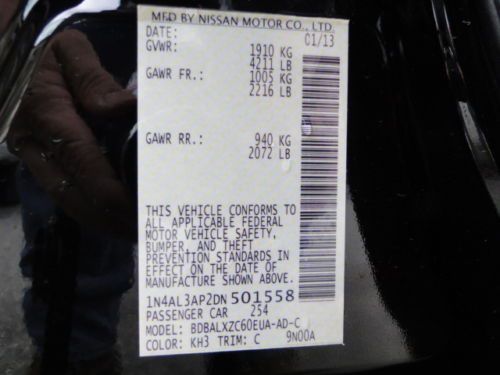 MFD BY NISSAN MOTOR CO., LTD.
DATE: 01/13
GVWR: 1910 KG
4211 LB
GAWR FR.: 1005 KG
2216 LB
GAWR RR.: 940 KG
2072 LB
THIS VEHICLE CONFORMS TO
ALL APPLICABLE FEDERAL
MOTOR VEHICLE SAFETY,
BUMPER, AND THEFT
PREVENTION STANDARDS IN
EFFECT ON THE DATE OF
MANUFACTURE SHOWN ABOVE.
1N4AL3AP2DN501558
PASSENGER CAR 254
MODEL: BDBALXZC60EUA-AD-C
COLOR: KH3 TRIM: C 9N00A